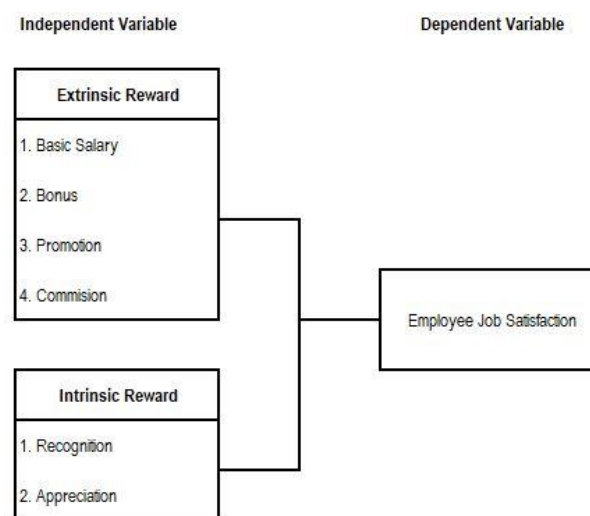 Independent Variable
Dependent Variable
Extrinsic Reward
1. Basic Salary
2. Bonus
3. Promotion
4. Commision
Employee Job Satisfaction
Intrinsic Reward
1. Recognition
2. Appreciation